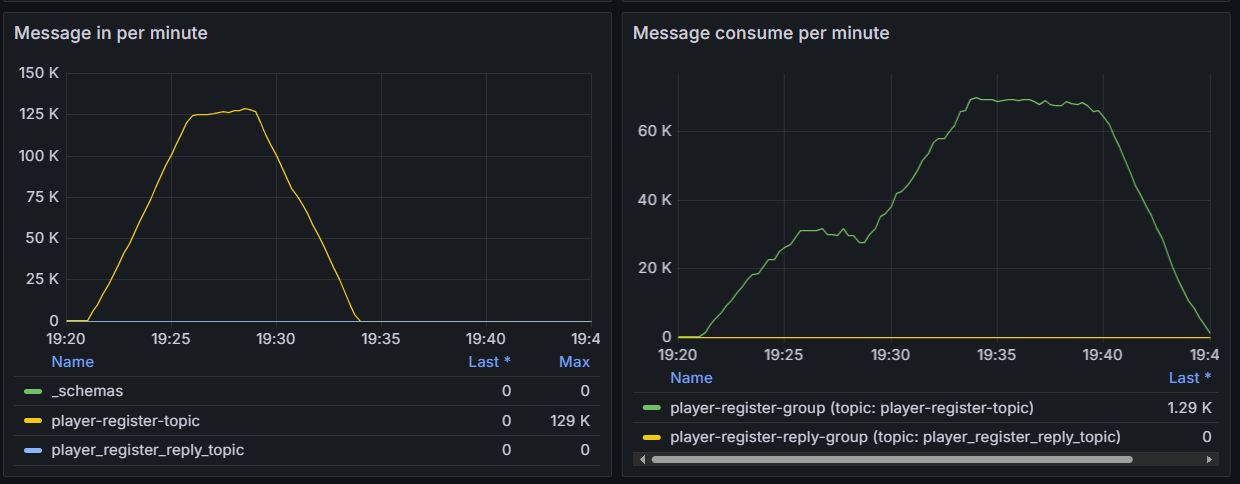 Message in per minute
150 K
125 K
100 K
75 K
50 K
25 K
0
19:20 19:25 19:30 19:35 19:40 19:4
Name Last * Max
_schemas 0 0
player-register-topic 0 129 K
player_register_reply_topic 0 0
Message consume per minute
60 K
40 K
20 K
0
19:20 19:25 19:30 19:35 19:40 19:4
Name Last *
player-register-group (topic: player-register-topic) 1.29 K
player-register-reply-group (topic: player_register_reply_topic) 0